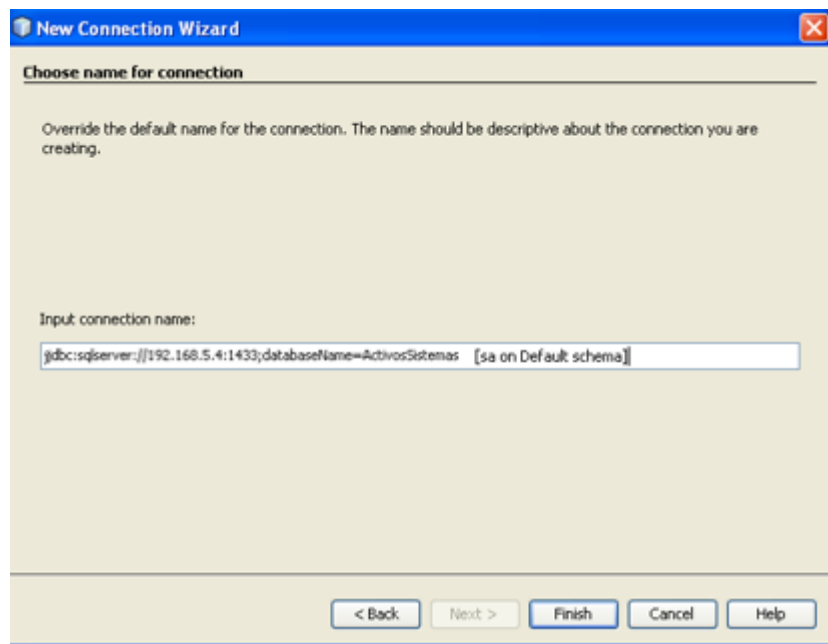 New Connection Wizard
Choose name for connection
Override the default name for the connection. The name should be descriptive about the connection you are
creating.
Input connection name:
jdbc:sqlserver://192.168.5.4:1433;databaseName=ActivosSistemas [sa on Default schema]
< Back Next > Finish Cancel Help